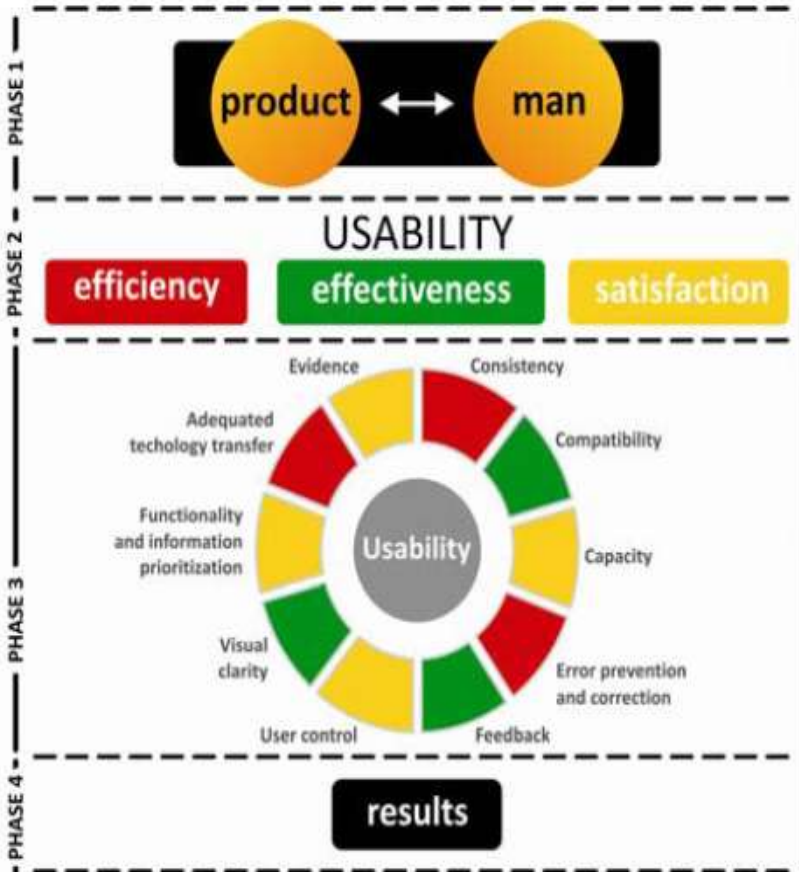 PHASE 1
product
man
PHASE 2
USABILITY
efficiency
effectiveness
satisfaction
PHASE 3
Evidence
Consistency
Adequated
techology transfer
Compatibility
Functionality
and information
prioritization
Usability
Capacity
Visual
clarity
Error prevention
and correction
User control
Feedback
PHASE 4
results